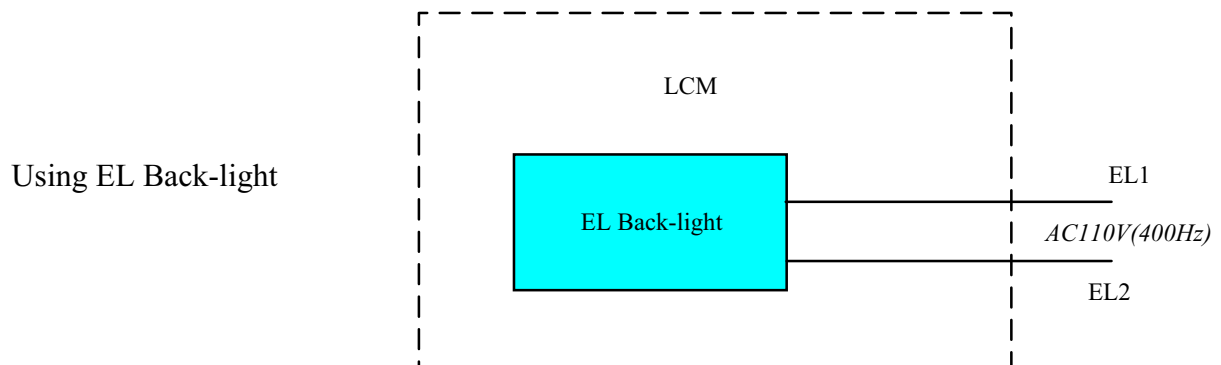 LCM
Using EL Back-light
EL Back-light
EL1
AC110V(400Hz)
EL2